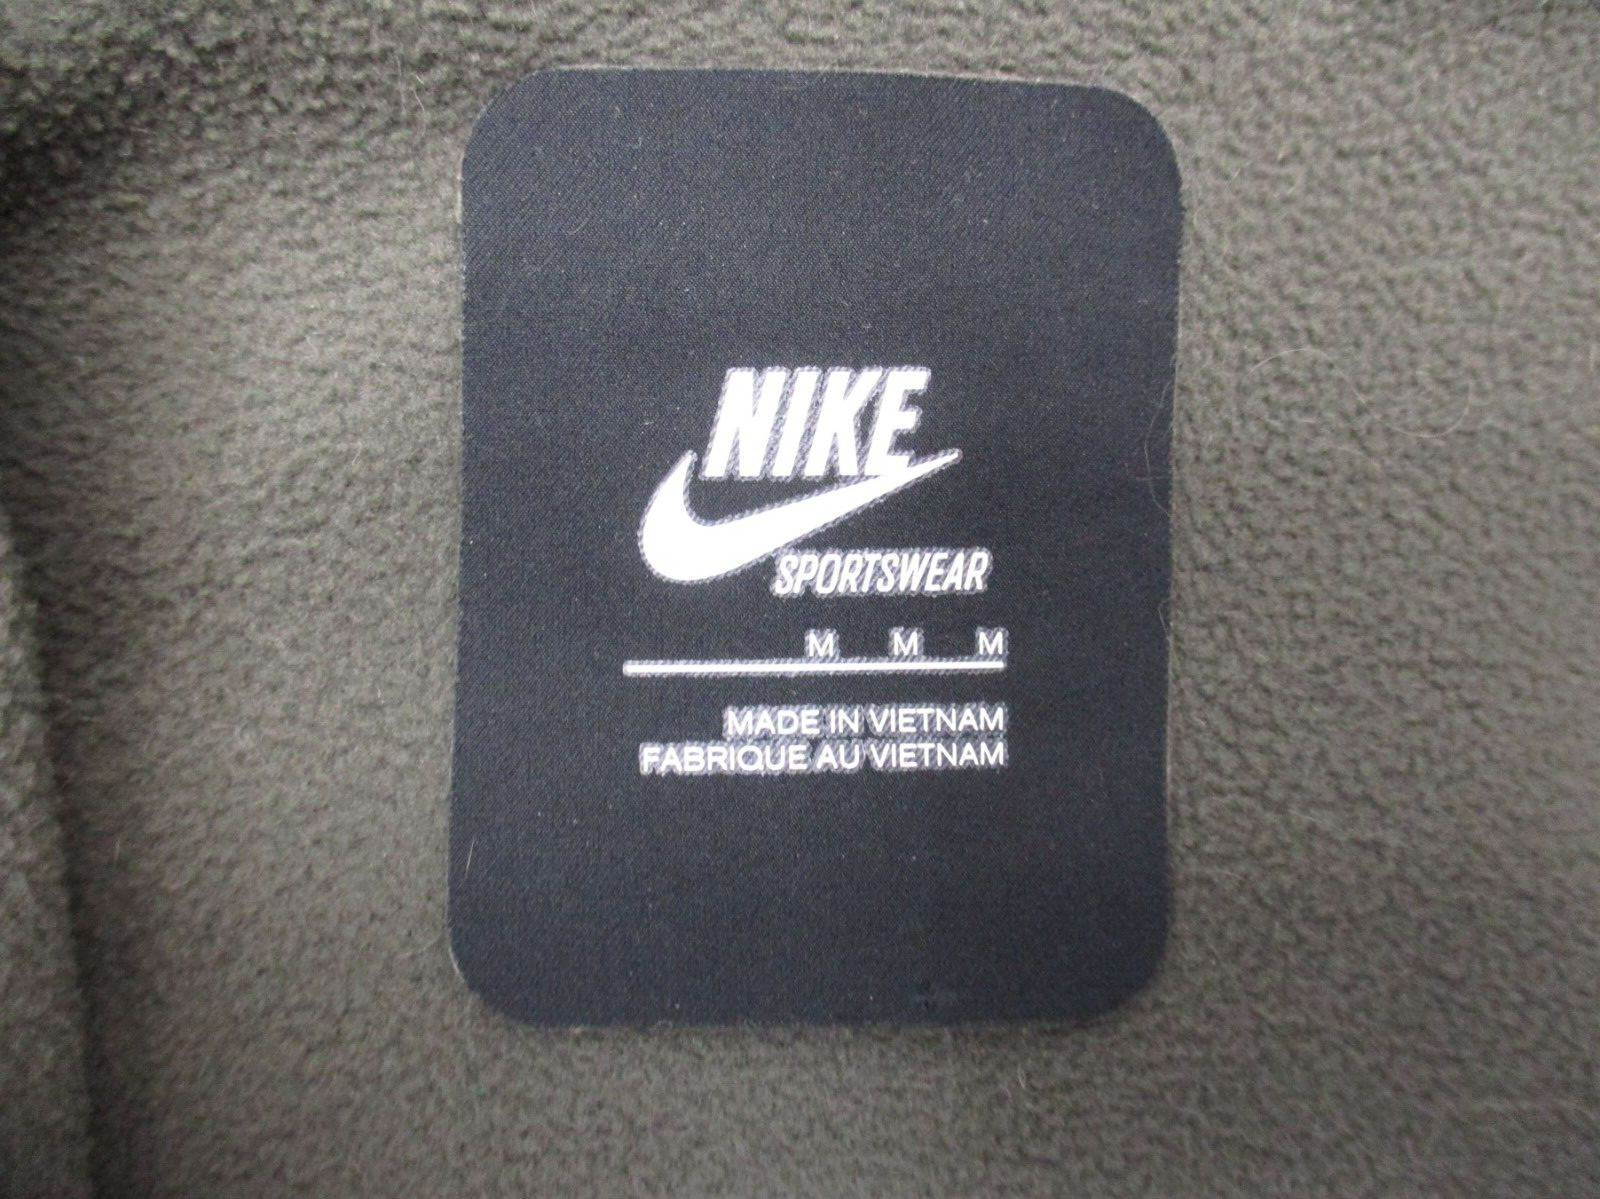 NIKE
SPORTSWEAR
M M M
MADE IN VIETNAM
FABRIQUE AU VIETNAM